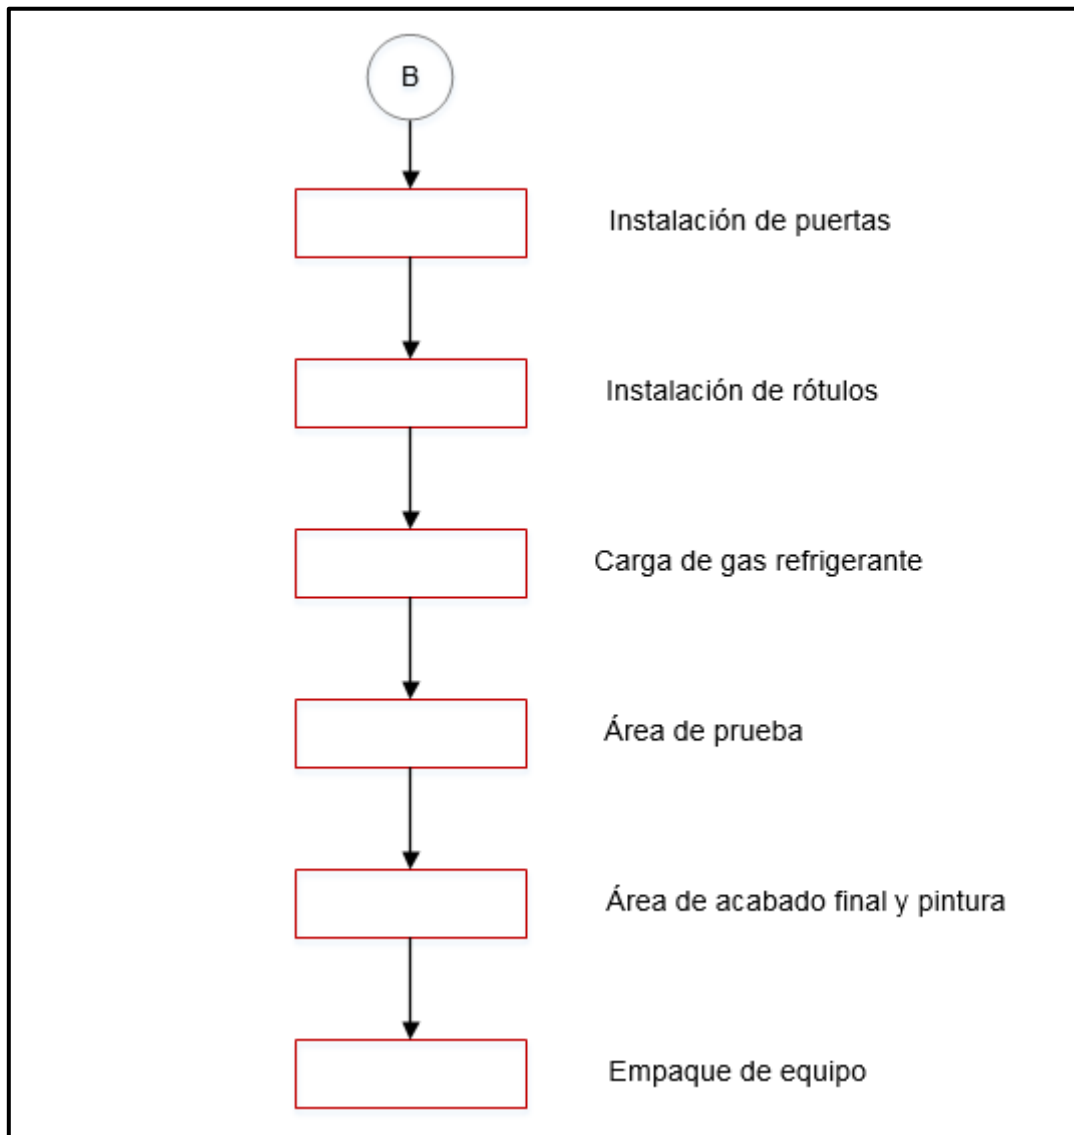 B
Instalación de puertas
Instalación de rótulos
Carga de gas refrigerante
Área de prueba
Área de acabado final y pintura
Empaque de equipo